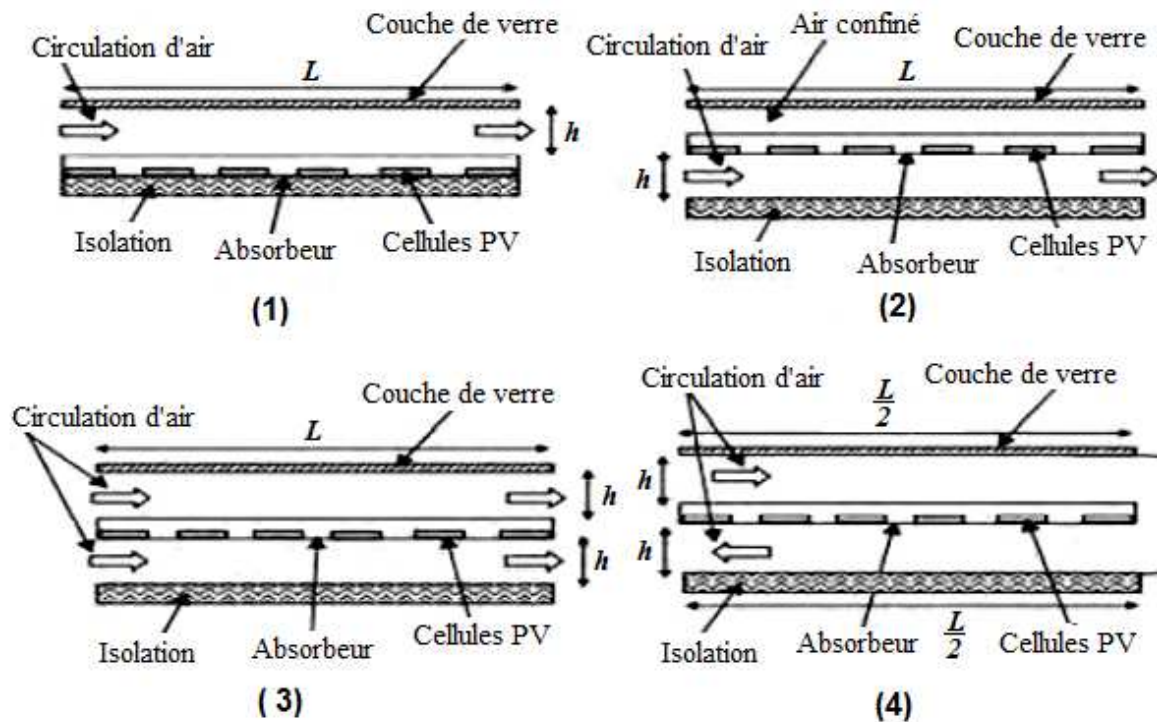 Circulation d'air
Couche de verre
L
h
Isolation
Absorbeur
Cellules PV
(1)
Circulation d'air
Air confiné
Couche de verre
L
h
Isolation
Absorbeur
Cellules PV
(2)
Circulation d'air
Couche de verre
L
h
h
Isolation
Absorbeur
Cellules PV
( 3)
Circulation d'air
Couche de verre
L
2
h
h
Isolation
Absorbeur
L
2
Cellules PV
(4)